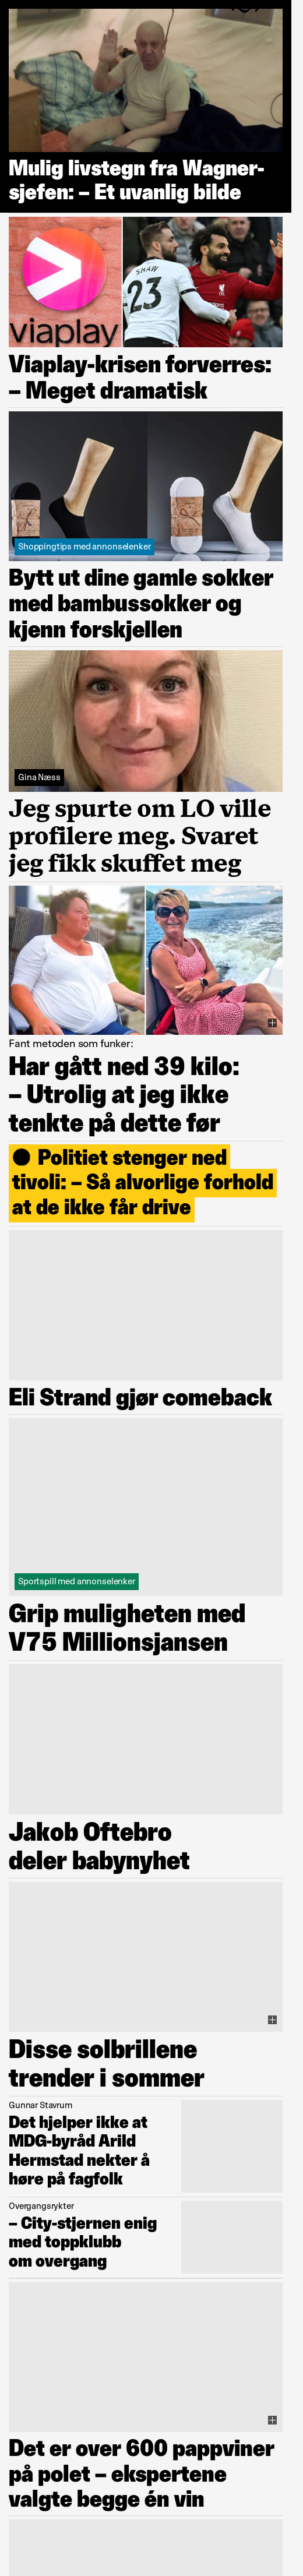 Mulig livstegn fra Wagner-
sjefen: – Et uvanlig bilde
viaplay
SHAW
23
Viaplay-krisen forverres:
– Meget dramatisk
Shoppingtips med annonselenker
Bytt ut dine gamle sokker
med bambussokker og
kjenn forskjellen
Gina Næss
Jeg spurte om LO ville
profilere meg. Svaret
jeg fikk skuffet meg
Fant metoden som funker:
Har gått ned 39 kilo:
– Utrolig at jeg ikke
tenkte på dette før
Politiet stenger ned
tivoli: – Så alvorlige forhold
at de ikke får drive
Eli Strand gjør comeback
Sportspill med annonselenker
Grip muligheten med
V75 Millionsjansen
Jakob Oftebro
deler babynyhet
Disse solbrillene
trender i sommer
Gunnar Stavrum
Det hjelper ikke at
MDG-byråd Arild
Hermstad nekter å
høre på fagfolk
Overgangsrykter
– City-stjernen enig
med toppklubb
om overgang
Det er over 600 pappviner
på polet – ekspertene
valgte begge én vin